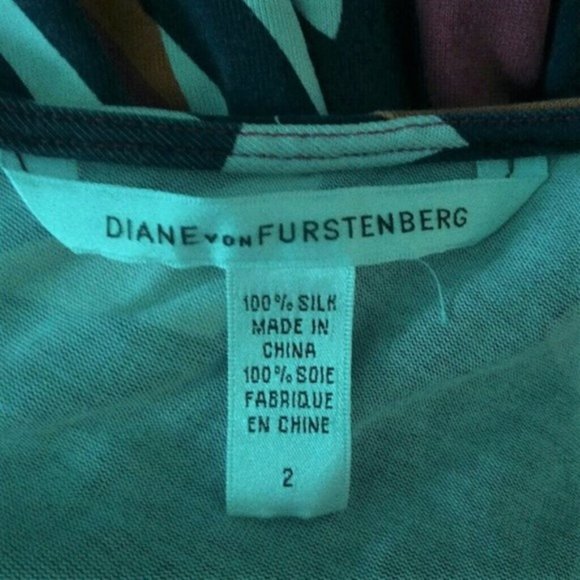 DIANE VON FURSTENBERG
100% SILK
MADE IN
CHINA
100% SOIE
FABRIQUE
EN CHINE
2